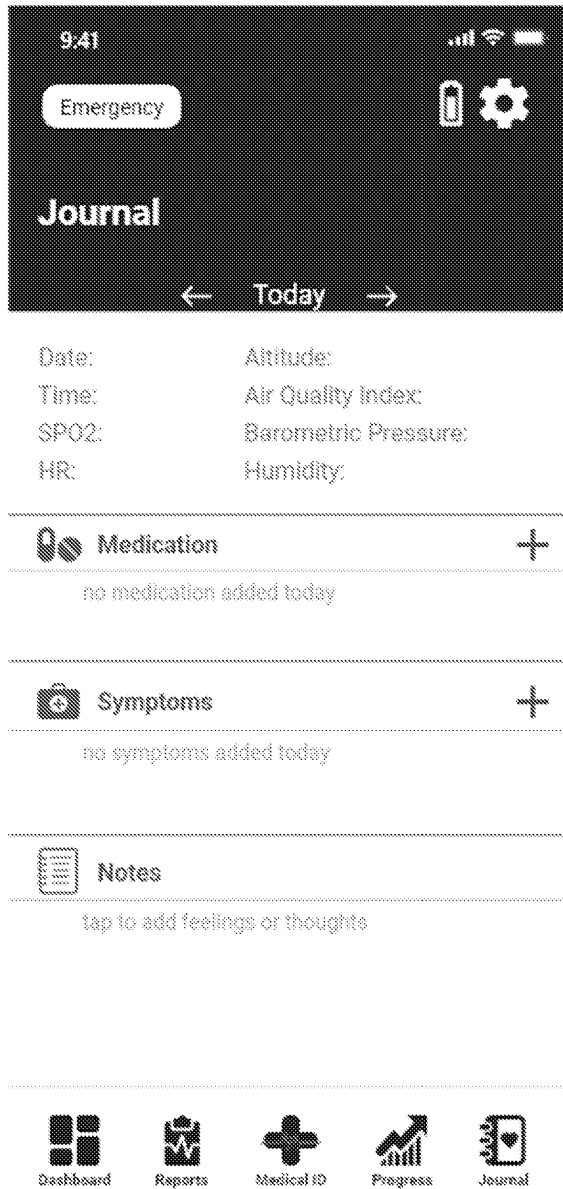 9:41
Emergency
Journal
← Today →
Date:
Altitude:
Time:
Air Quality Index:
SPO2:
Barometric Pressure:
HR:
Humidity:
Medication +
no medication added today
Symptoms +
no symptoms added today
Notes
tap to add feelings or thoughts
Dashboard
Reports
Medical ID
Progress
Journal